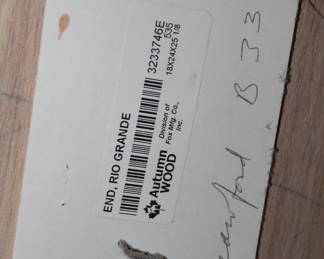 END, RIO GRANDE
3233746E
535
18X24X25 1/8
Autumn
WOOD
Division of
Fox Mfg. Co.,
Inc.
B 33